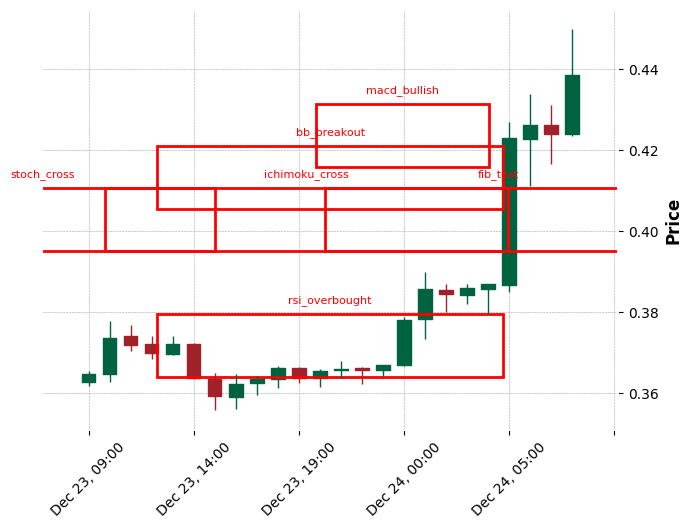 macd_bullish
bb_breakout
stoch_cross
ichimoku_cross
rsi_overbought
0.44
0.42
0.40
0.38
0.36
Price
Dec 23, 09:00
Dec 23, 14:00
Dec 23, 19:00
Dec 24, 00:00
Dec 24, 05:00